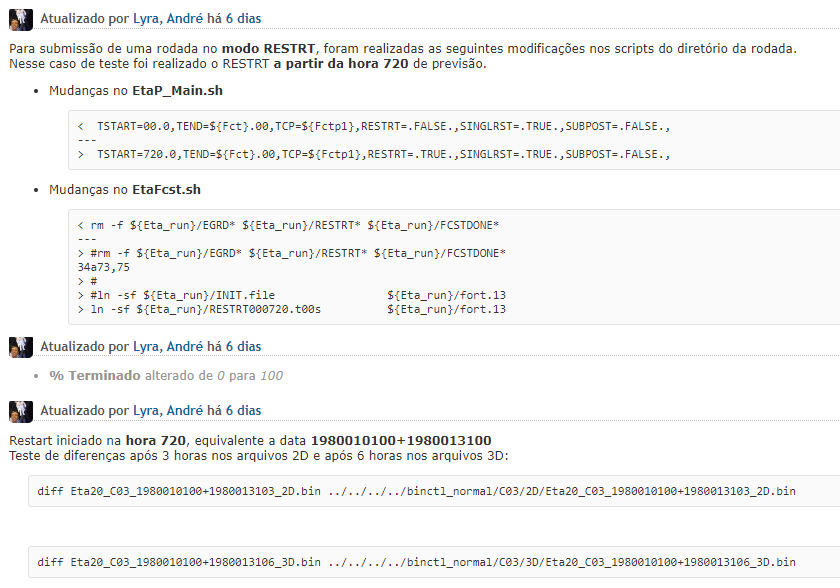 Atualizado por Lyra, André há 6 dias
Para submissão de uma rodada no modo RESTRT, foram realizadas as seguintes modificações nos scripts do diretório da rodada.
Nesse caso de teste foi realizado o RESTRT a partir da hora 720 de previsão.
• Mudanças no EtaP_Main.sh
<  TSTART=00.0,TEND=${Fct}.00,TCP=${Fctp1},RESTRT=.FALSE.,SINGLRST=.TRUE.,SUBPOST=.FALSE.,
---
>  TSTART=720.0,TEND=${Fct}.00,TCP=${Fctp1},RESTRT=.TRUE.,SINGLRST=.TRUE.,SUBPOST=.FALSE.,
• Mudanças no EtaFcst.sh
< rm -f ${Eta_run}/EGRD* ${Eta_run}/RESTRT* ${Eta_run}/FCSTDONE*
---
> #rm -f ${Eta_run}/EGRD* ${Eta_run}/RESTRT* ${Eta_run}/FCSTDONE*
34a73,75
> #
> #ln -sf ${Eta_run}/INIT.file                 ${Eta_run}/fort.13
> ln -sf ${Eta_run}/RESTRT000720.t00s          ${Eta_run}/fort.13
Atualizado por Lyra, André há 6 dias
• % Terminado alterado de 0 para 100
Atualizado por Lyra, André há 6 dias
Restart iniciado na hora 720, equivalente a data 1980010100+1980013100
Teste de diferenças após 3 horas nos arquivos 2D e após 6 horas nos arquivos 3D:
diff Eta20_C03_1980010100+1980013103_2D.bin ../../../../binctl_normal/C03/2D/Eta20_C03_1980010100+1980013103_2D.bin
diff Eta20_C03_1980010100+1980013106_3D.bin ../../../../binctl_normal/C03/3D/Eta20_C03_1980010100+1980013106_3D.bin